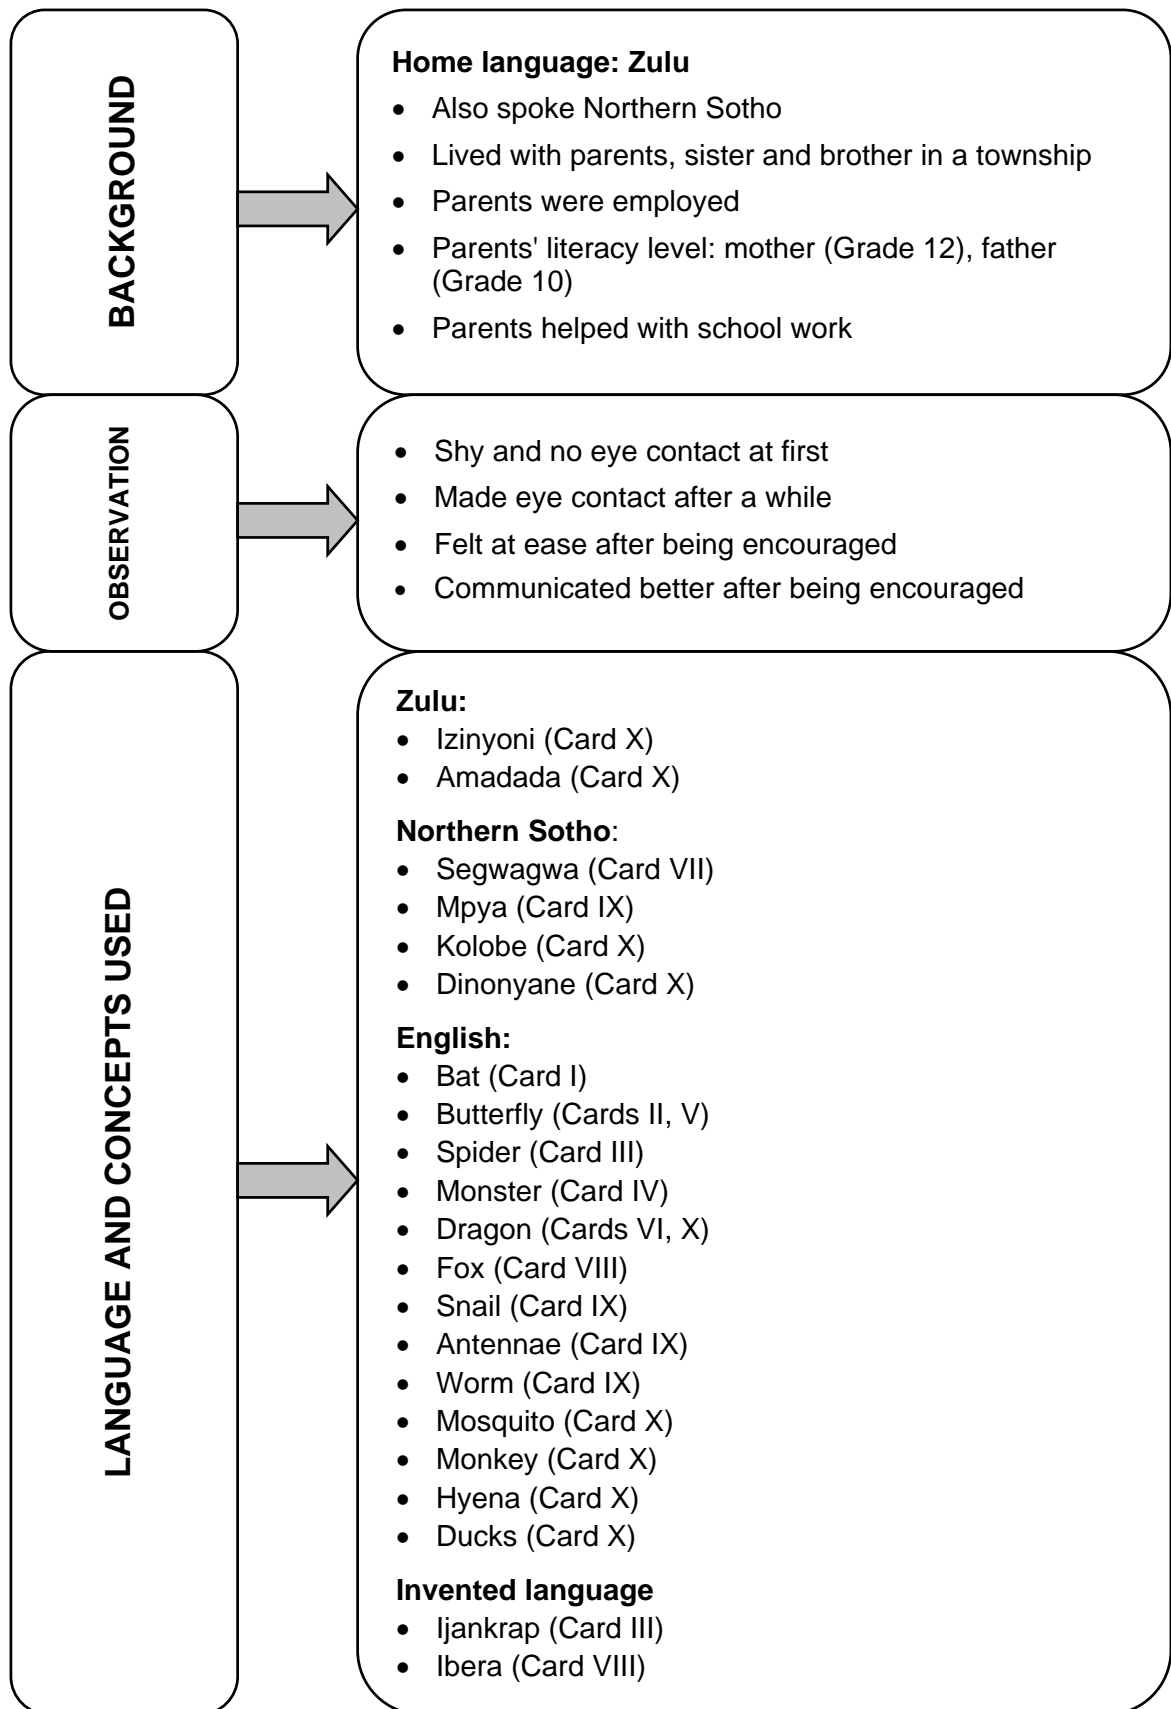 BACKGROUND
Home language: Zulu
• Also spoke Northern Sotho
• Lived with parents, sister and brother in a township
• Parents were employed
• Parents' literacy level: mother (Grade 12), father
(Grade 10)
• Parents helped with school work
OBSERVATION
• Shy and no eye contact at first
• Made eye contact after a while
• Felt at ease after being encouraged
• Communicated better after being encouraged
LANGUAGE AND CONCEPTS USED
Zulu:
• Izinyoni (Card X)
• Amadada (Card X)
Northern Sotho:
• Segwagwa (Card VII)
• Mpya (Card IX)
• Kolobe (Card X)
• Dinonyane (Card X)
English:
• Bat (Card I)
• Butterfly (Cards II, V)
• Spider (Card III)
• Monster (Card IV)
• Dragon (Cards VI, X)
• Fox (Card VIII)
• Snail (Card IX)
• Antennae (Card IX)
• Worm (Card IX)
• Mosquito (Card X)
• Monkey (Card X)
• Hyena (Card X)
• Ducks (Card X)
Invented language
• Ijankrap (Card III)
• Ibera (Card VIII)